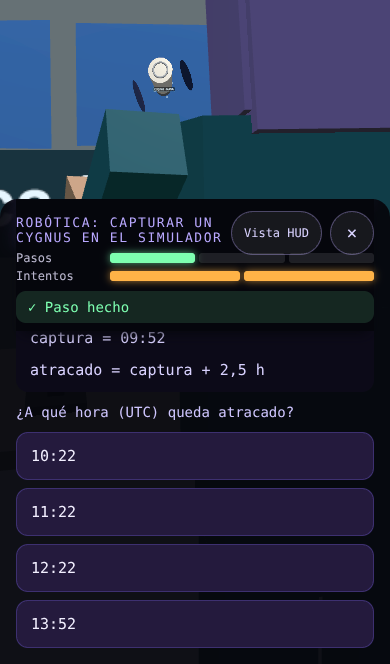 ROBÓTICA: CAPTURAR UN
CYGNUS EN EL SIMULADOR
Vista HUD
✕
Pasos
Intentos
✓ Paso hecho
captura = 09:52
atracado = captura + 2,5 h
¿A qué hora (UTC) queda atracado?
10:22
11:22
12:22
13:52